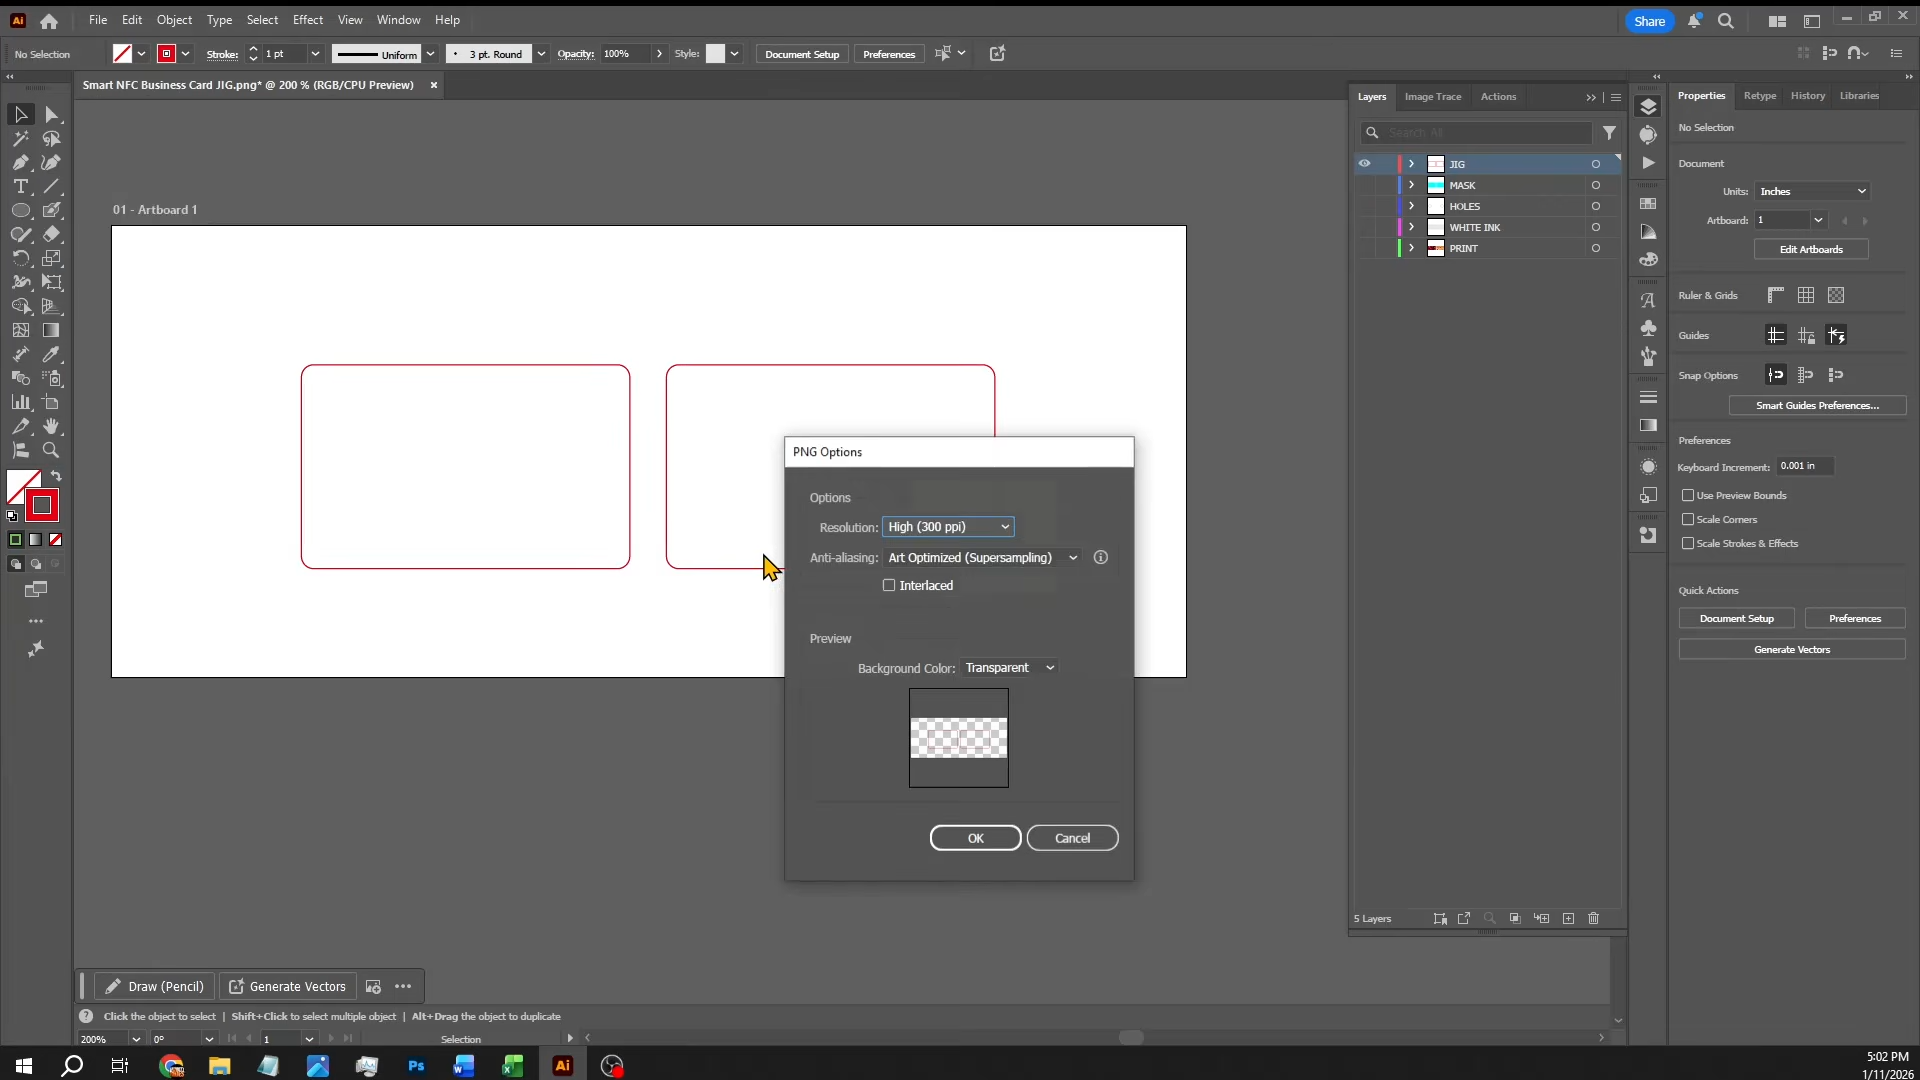 Ai File Edit Object Type Select Effect View Window Help Share
No Selection Stroke: 1 pt Uniform 3 pt. Round Opacity: 100% Style: Document Setup Preferences
Smart NFC Business Card JIG.png* @ 200 % (RGB/CPU Preview) ×
Layers Image Trace Actions
Properties Retype History Libraries
Search All
JIG
MASK
HOLES
WHITE INK
PRINT
5 Layers
No Selection
Document
Units: Inches
Artboard: 1
Edit Artboards
Ruler & Grids
Guides
Snap Options
Smart Guides Preferences...
Preferences
Keyboard Increment: 0.001 in
Use Preview Bounds
Scale Corners
Scale Strokes & Effects
Quick Actions
Document Setup Preferences
Generate Vectors
01 - Artboard 1
PNG Options
Options
Resolution: High (300 ppi)
Anti-aliasing: Art Optimized (Supersampling)
Interlaced
Preview
Background Color: Transparent
OK Cancel
Draw (Pencil) Generate Vectors
Click the object to select | Shift+Click to select multiple object | Alt+Drag the object to duplicate
200% 0° 1 Selection
Ps Ai
5:02 PM
1/11/2026